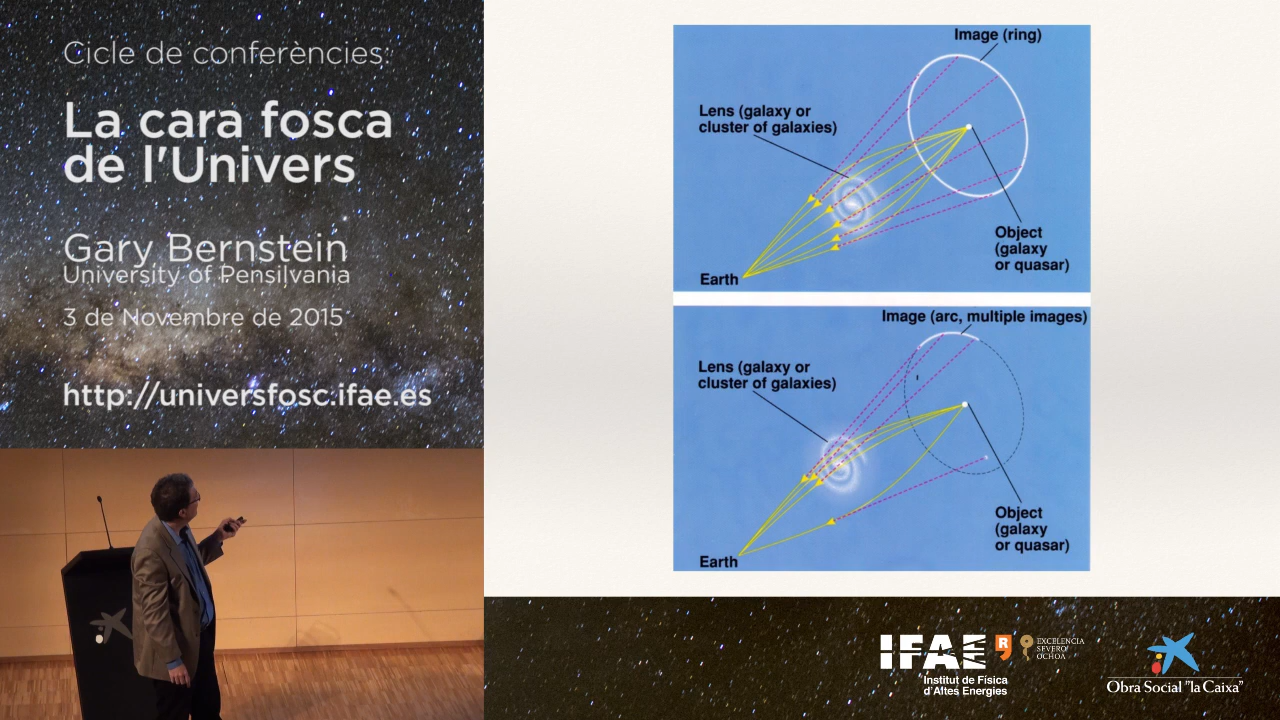 Cicle de conferències:
La cara fosca
de l'Univers
Gary Bernstein
University of Pensilvania
3 de Novembre de 2015
http://universfosc.ifae.es
Image (ring)
Lens (galaxy or
cluster of galaxies)
Object
(galaxy
or quasar)
Earth
Image (arc, multiple images)
Lens (galaxy or
cluster of galaxies)
Object
(galaxy
or quasar)
Earth
IFAE
Institut de Física
d'Altes Energies
R
EXCELENCIA
SEVERO
OCHOA
Obra Social "la Caixa"